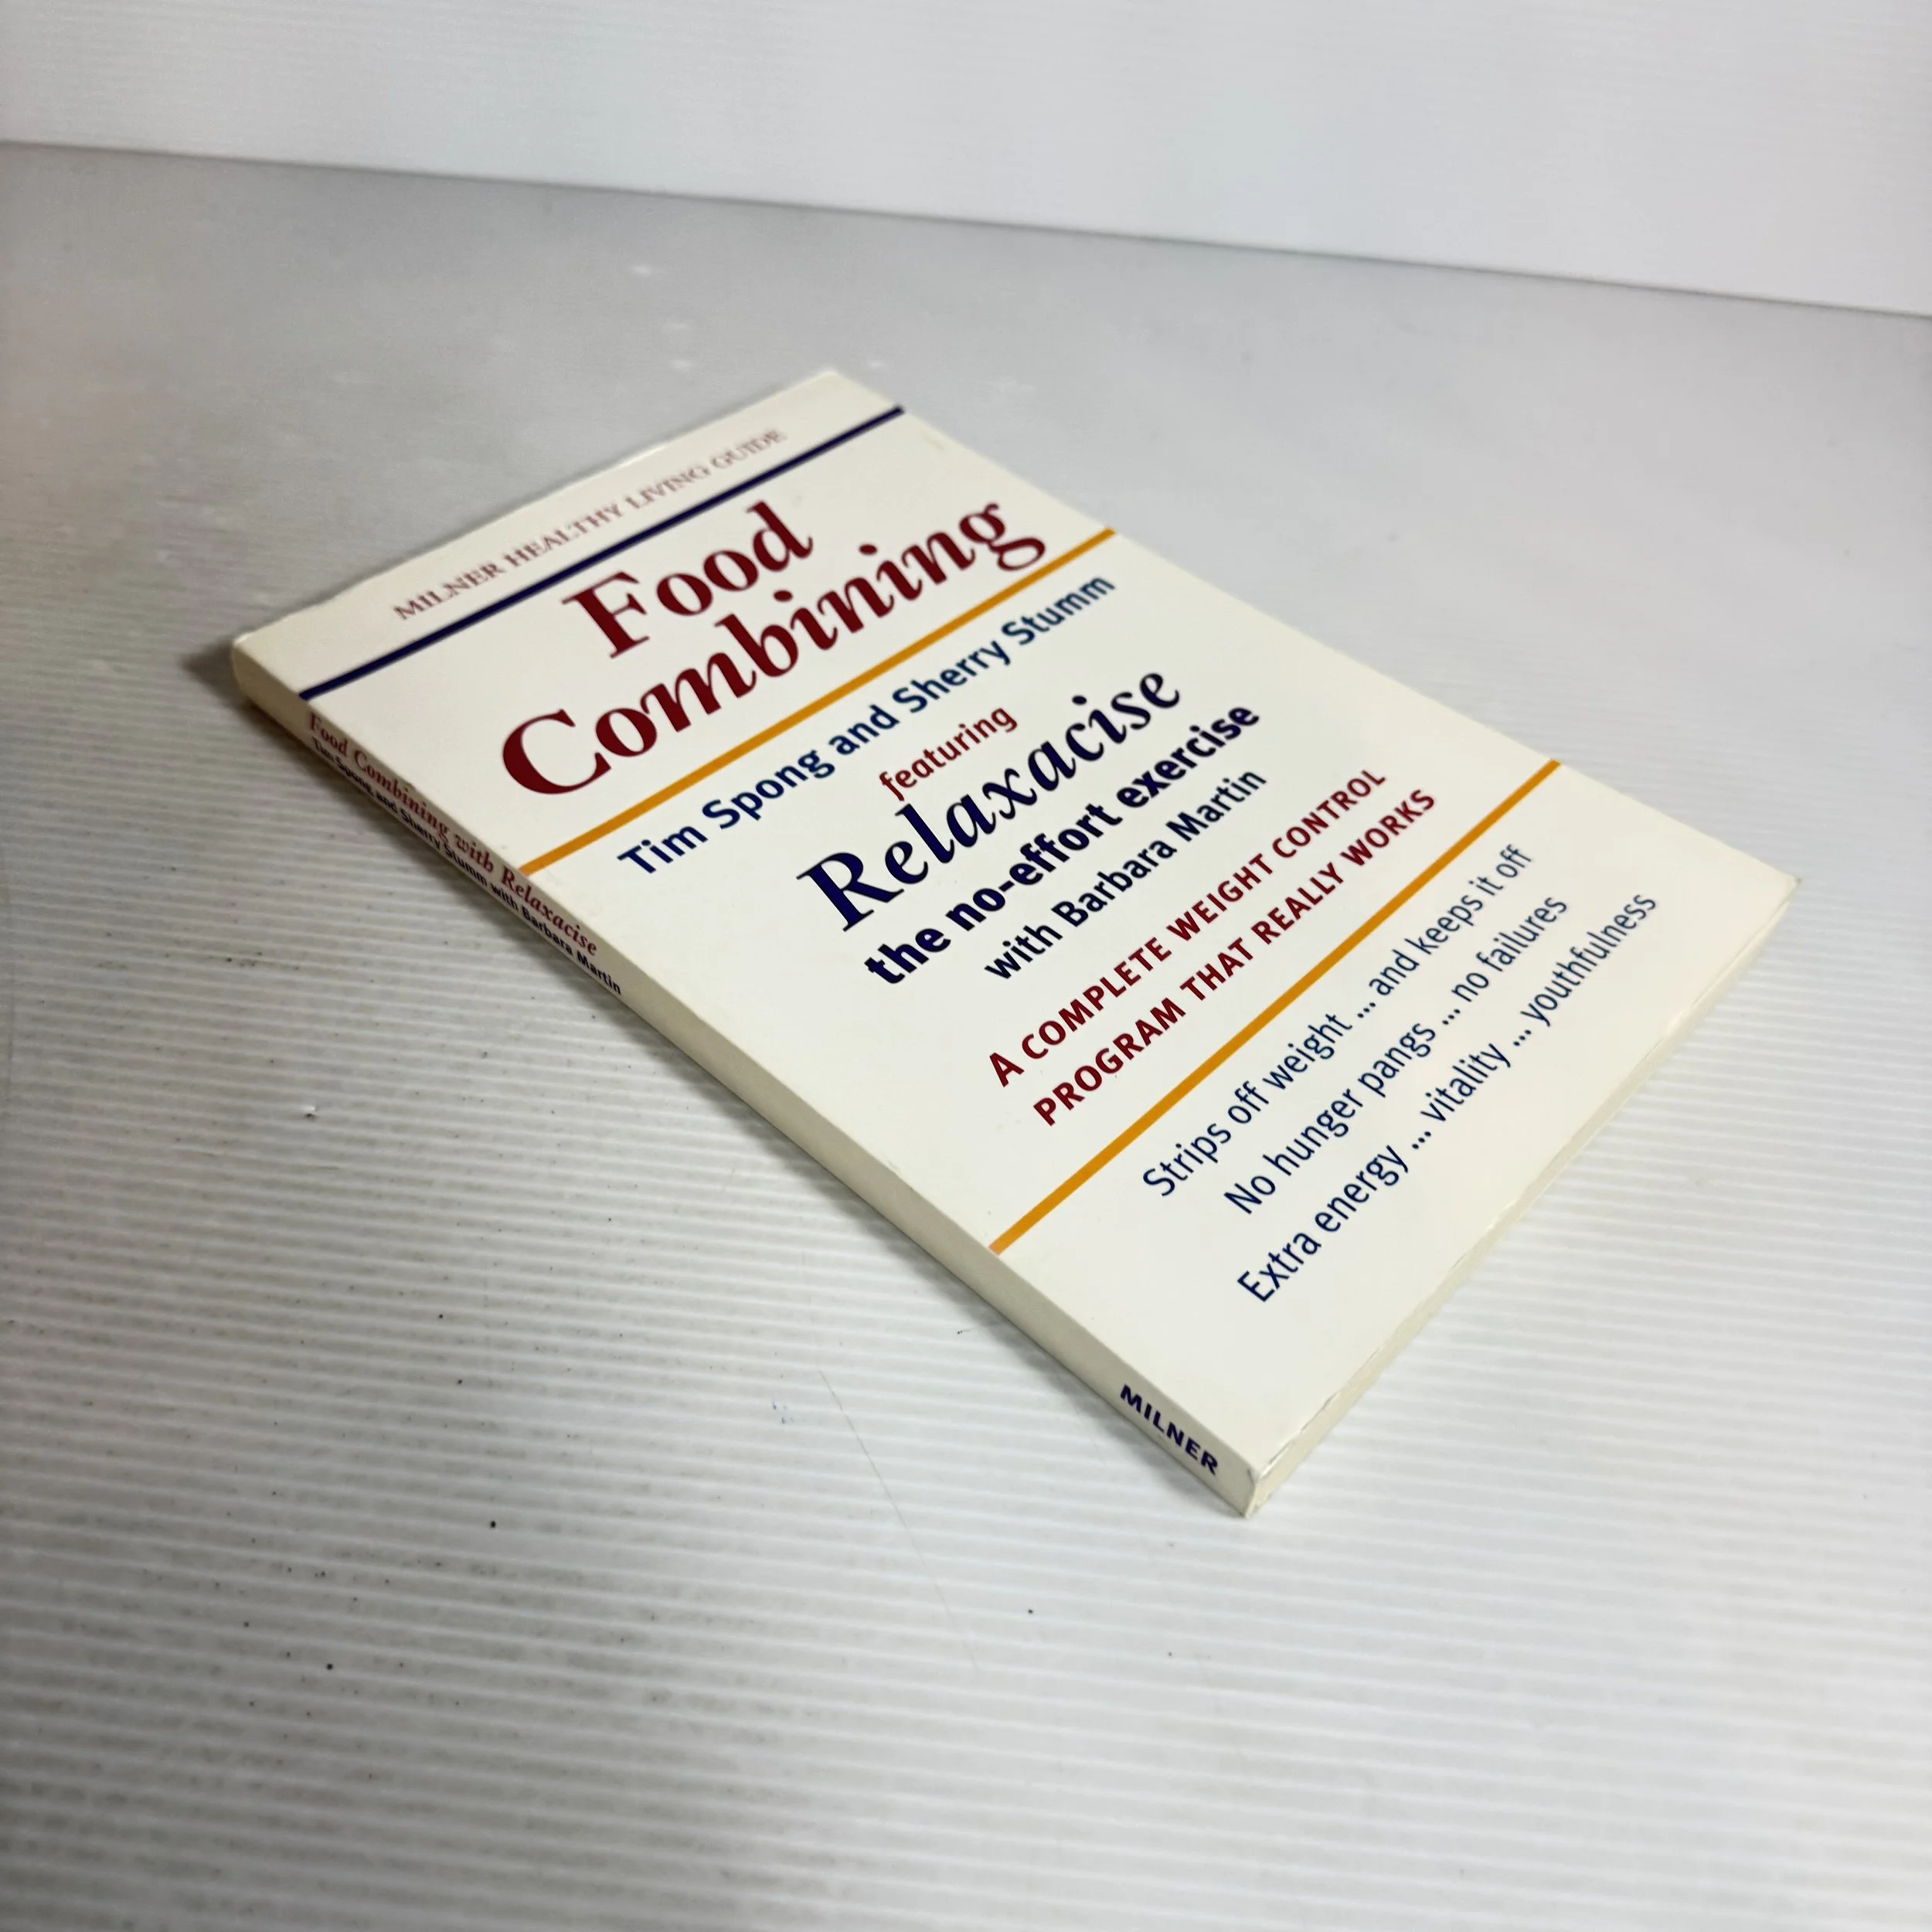 MILNER HEALTHY LIVING GUIDE
Food
Combining
Tim Spong and Sherry Stumm
featuring
Relaxacise
the no-effort exercise
with Barbara Martin
A COMPLETE WEIGHT CONTROL
PROGRAM THAT REALLY WORKS
Strips off weight ... and keeps it off
No hunger pangs ... no failures
Extra energy ... vitality ... youthfulness
Food Combining with Relaxacise
Tim Spong and Sherry Stumm with Barbara Martin
MILNER